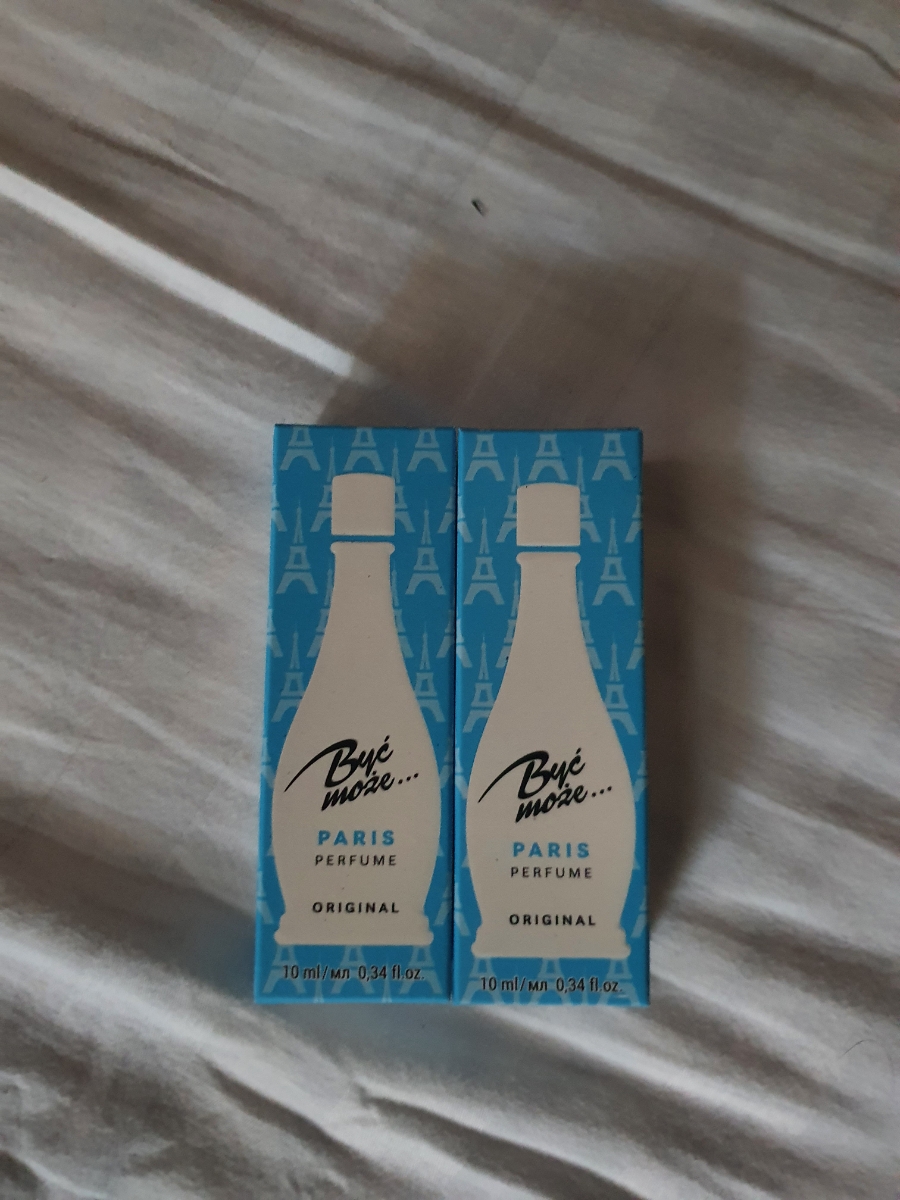 Być
może...
PARIS
PERFUME
ORIGINAL
10 ml/мл 0,34 fl.oz.
Być
może...
PARIS
PERFUME
ORIGINAL
10 ml/мл 0,34 fl.oz.